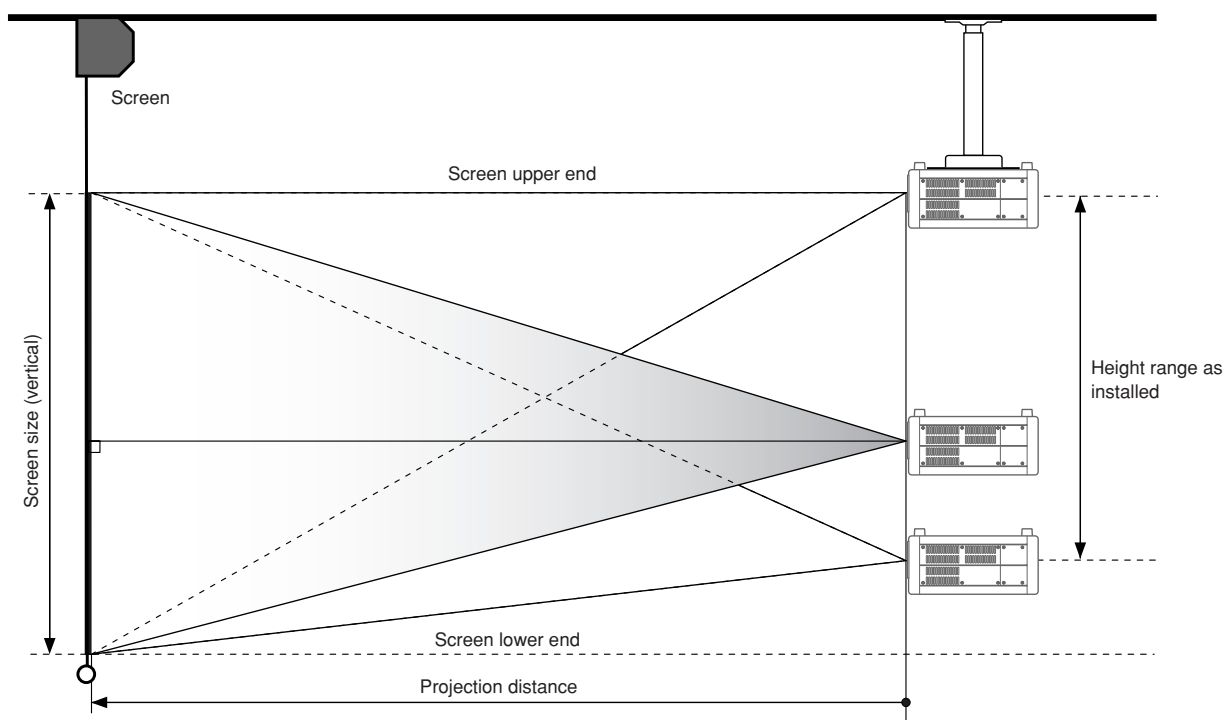 Screen
Screen upper end
Screen size (vertical)
Height range as
installed
Screen lower end
Projection distance